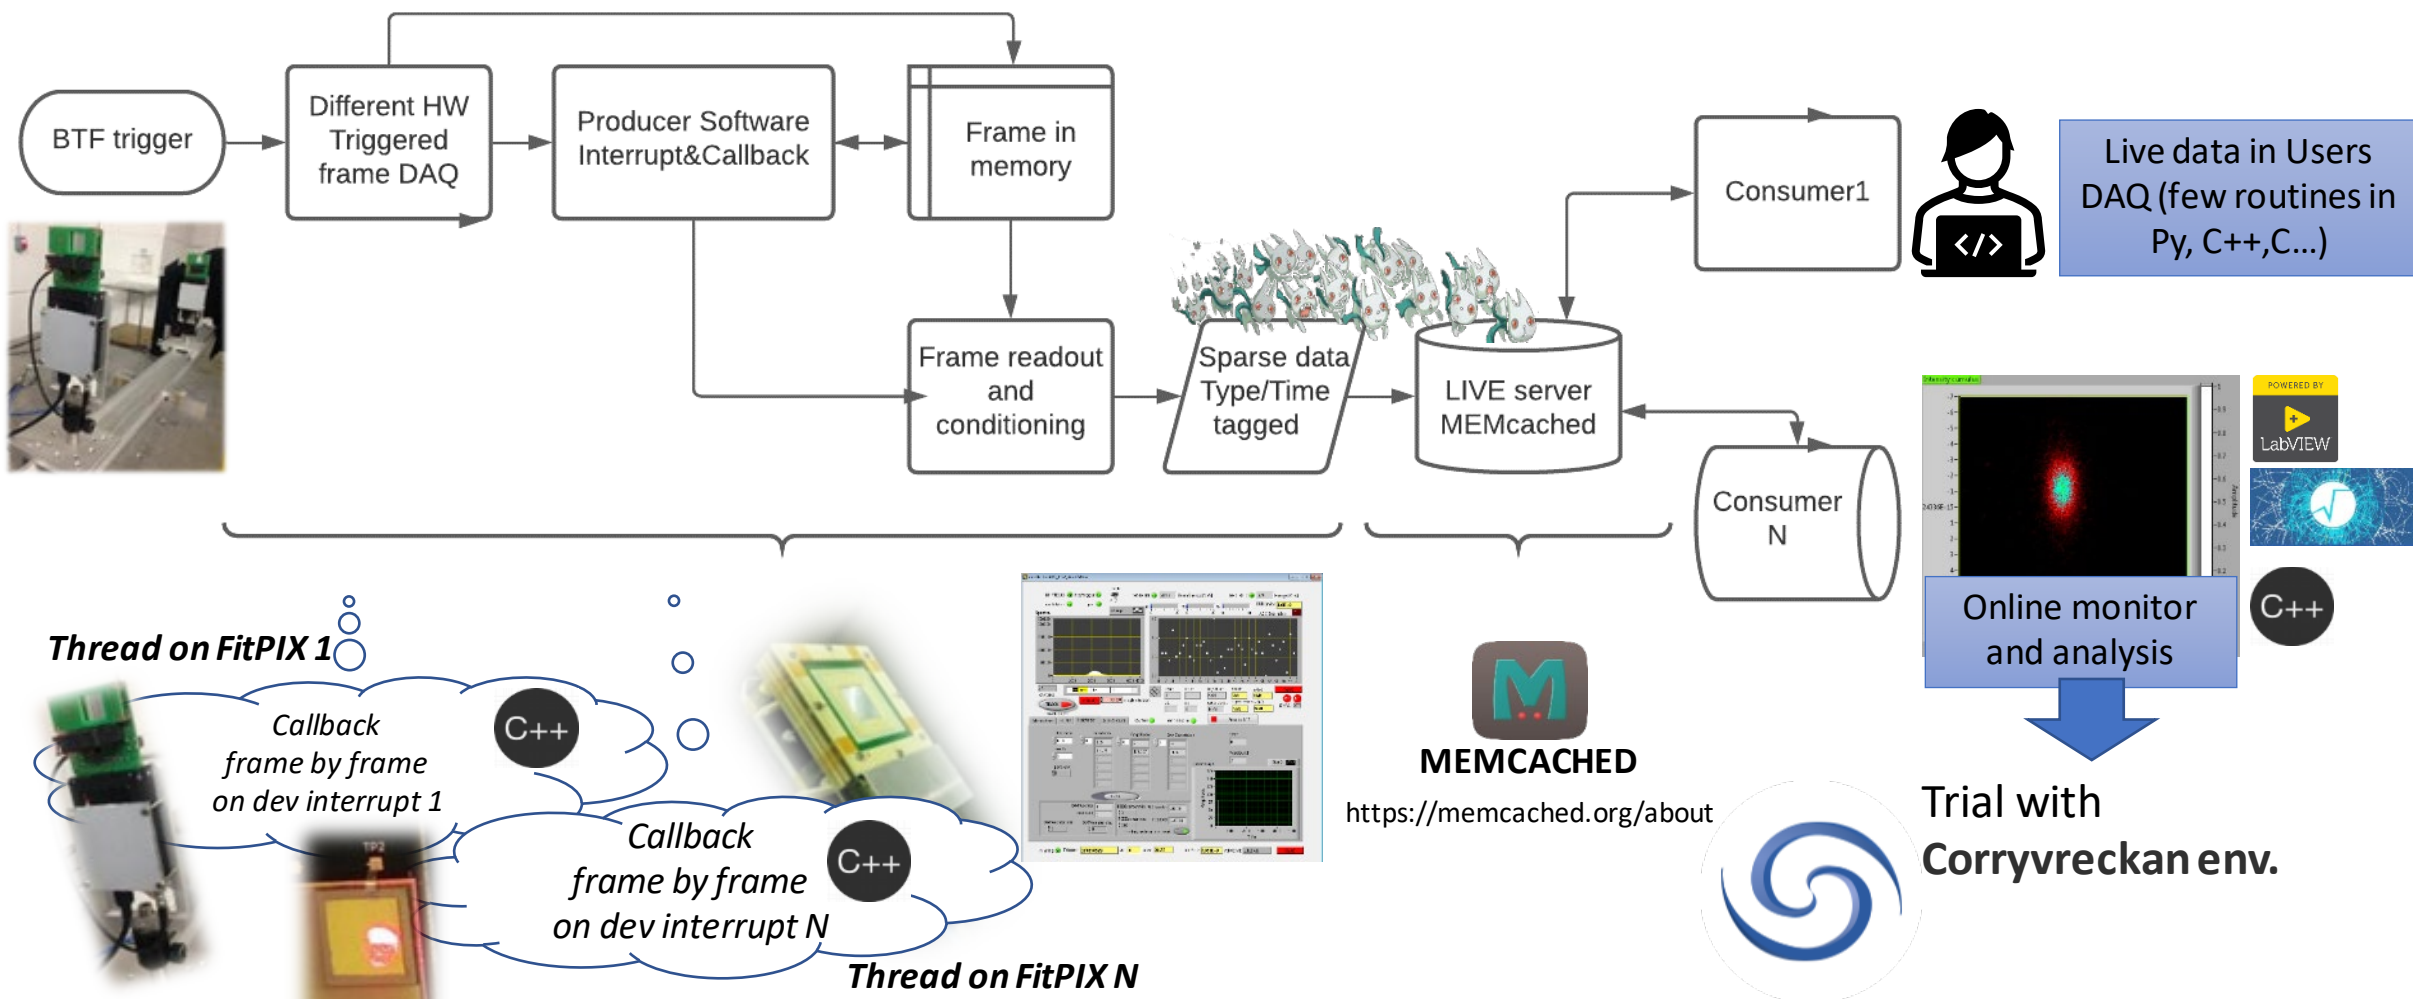 BTF trigger
Different HW
Triggered
frame DAQ
Producer Software
Interrupt&Callback
Frame in
memory
Consumer1
</>
Live data in Users
DAQ (few routines in
Py, C++,C...)
Frame readout
and
conditioning
Sparse data
Type/Time
tagged
LIVE server
MEMcached
Consumer
N
POWERED BY
LabVIEW
C++
Online monitor
and analysis
Thread on FitPIX 1
Callback
frame by frame
on dev interrupt 1
C++
TP2
Callback
frame by frame
on dev interrupt N
C++
Thread on FitPIX N
M
MEMCACHED
https://memcached.org/about
Trial with
Corryvreckan env.